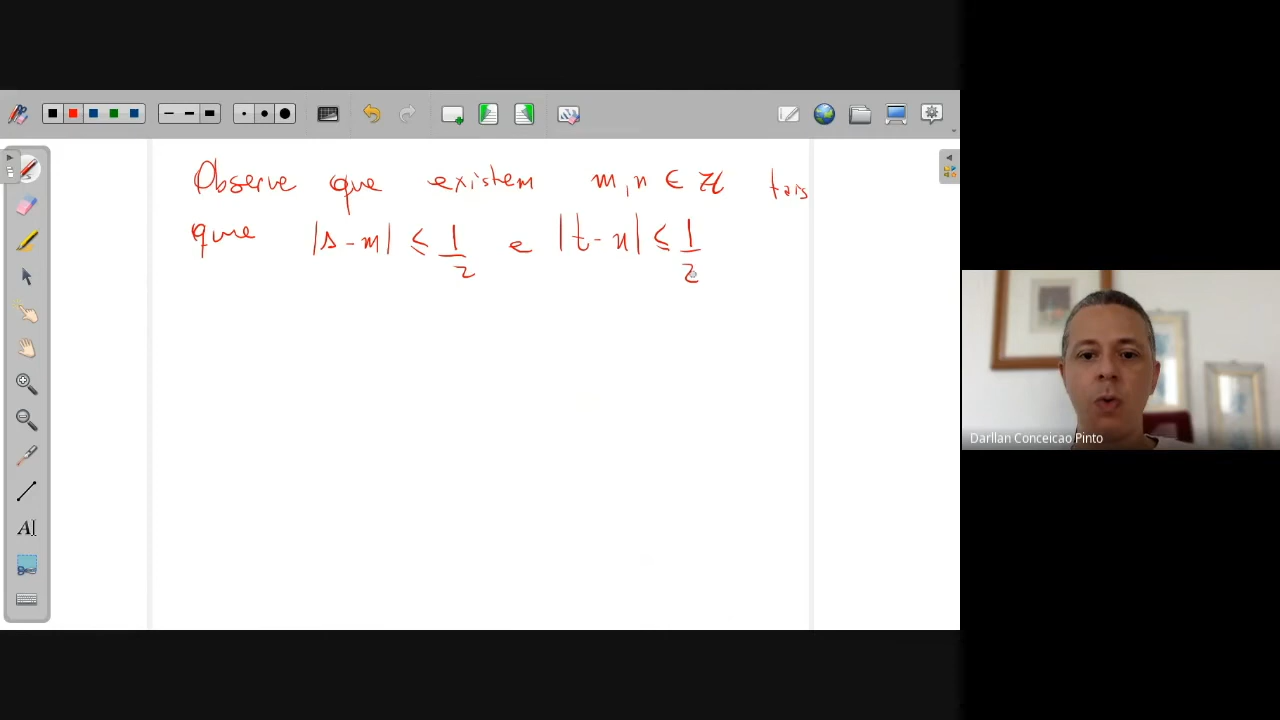 Observe que existem m, n ∈ ℤ tais
que |s - m| ≤ 1/2 e |t - n| ≤ 1/2
Darllan Conceicao Pinto